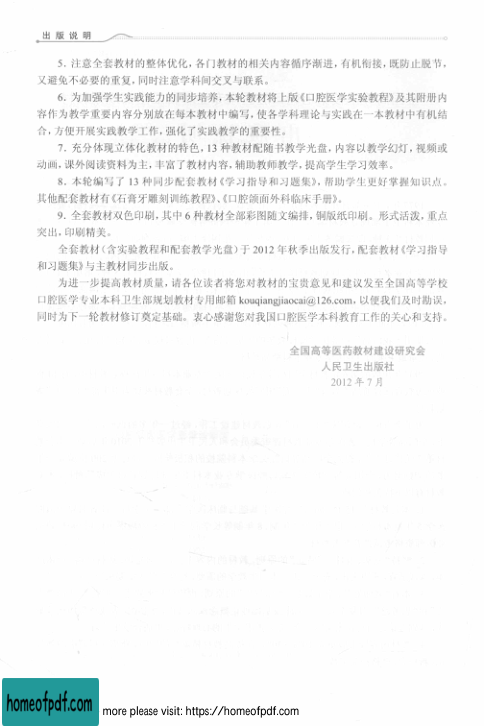 出 版 说 明
5. 注意全套教材的整体优化,各门教材的相关内容循序渐进,有机衔接,既防止脱节,
又避免不必要的重复,同时注意学科间交叉与联系。
6. 为加强学生实践能力的同步培养,本轮教材将上版《口腔医学实验教程》及其附册内
容作为教学重要内容分别放在每本教材中编写,使各学科理论与实践在一本教材中有机结
合,方便开展实践教学工作,强化了实践教学的重要性。
7. 充分体现立体化教材的特色,13 种教材配随书教学光盘,内容以教学幻灯,视频或
动画,课外阅读资料为主,丰富了教材内容,辅助教师教学,提高学生学习效率。
8. 本轮编写了 13 种同步配套教材《学习指导和习题集》,帮助学生更好掌握知识点。
其他配套教材有《石膏牙雕刻训练教程》、《口腔颌面外科临床手册》。
9. 全套教材双色印刷,其中 6 种教材全部彩图随文编排,铜版纸印刷。形式活泼,重点
突出,印刷精美。
全套教材(含实验教程和配套教学光盘)于 2012 年秋季出版发行,配套教材《学习指导
和习题集》与主教材同步出版。
为进一步提高教材质量,请各位读者将您对教材的宝贵意见和建议发至全国高等学校
口腔医学专业本科卫生部规划教材专用邮箱 kouqiangjiaocai@126.com,以便我们及时勘误,
同时为下一轮教材修订奠定基础。衷心感谢您对我国口腔医学本科教育工作的关心和支持。
全国高等医药教材建设研究会
人民卫生出版社
2012 年 7 月
homeofpdf.com
more please visit: https://homeofpdf.com